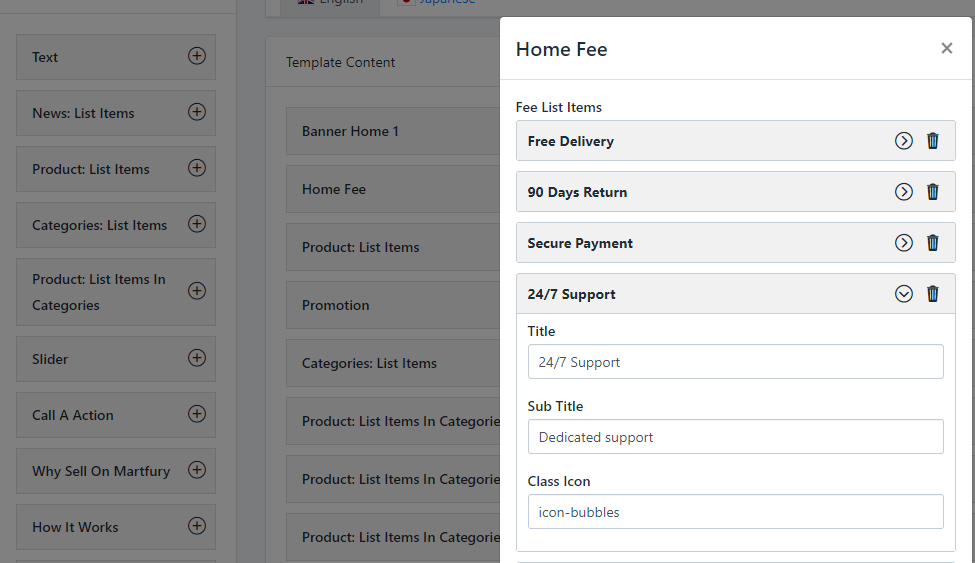 English
Japanese
Text
News: List Items
Product: List Items
Categories: List Items
Product: List Items In
Categories
Slider
Call A Action
Why Sell On Martfury
How It Works
Template Content
Banner Home 1
Home Fee
Product: List Items
Promotion
Categories: List Items
Product: List Items In Categorie
Product: List Items In Categorie
Product: List Items In Categorie
Home Fee
Fee List Items
Free Delivery
90 Days Return
Secure Payment
24/7 Support
Title
24/7 Support
Sub Title
Dedicated support
Class Icon
icon-bubbles